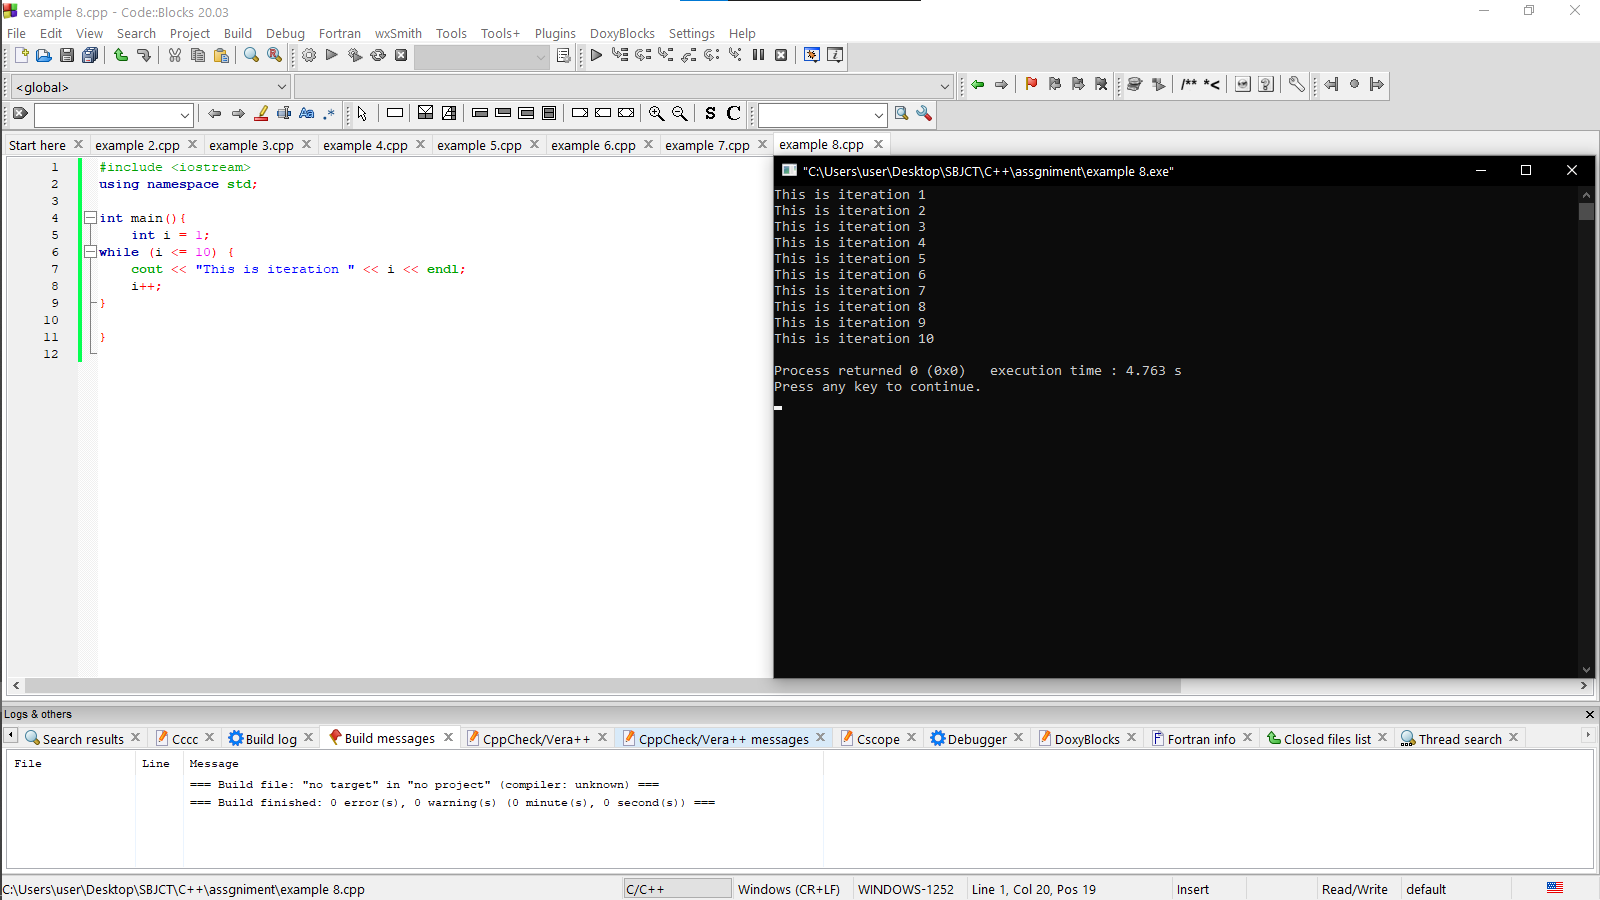 example 8.cpp - Code::Blocks 20.03
File Edit View Search Project Build Debug Fortran wxSmith Tools Tools+ Plugins DoxyBlocks Settings Help
<global>
/** *<
Aa .*
S C
Start here example 2.cpp example 3.cpp example 4.cpp example 5.cpp example 6.cpp example 7.cpp example 8.cpp
1 #include <iostream>
2 using namespace std;
3
4 int main(){
5 int i = 1;
6 while (i <= 10) {
7 cout << "This is iteration " << i << endl;
8 i++;
9 }
10
11 }
12
"C:\Users\user\Desktop\SBJCT\C++\assgniment\example 8.exe"
This is iteration 1
This is iteration 2
This is iteration 3
This is iteration 4
This is iteration 5
This is iteration 6
This is iteration 7
This is iteration 8
This is iteration 9
This is iteration 10
Process returned 0 (0x0)   execution time : 4.763 s
Press any key to continue.
Logs & others
Search results Cccc Build log Build messages CppCheck/Vera++ CppCheck/Vera++ messages Cscope Debugger DoxyBlocks Fortran info Closed files list Thread search
File Line Message
=== Build file: "no target" in "no project" (compiler: unknown) ===
=== Build finished: 0 error(s), 0 warning(s) (0 minute(s), 0 second(s)) ===
C:\Users\user\Desktop\SBJCT\C++\assgniment\example 8.cpp C/C++ Windows (CR+LF) WINDOWS-1252 Line 1, Col 20, Pos 19 Insert Read/Write default